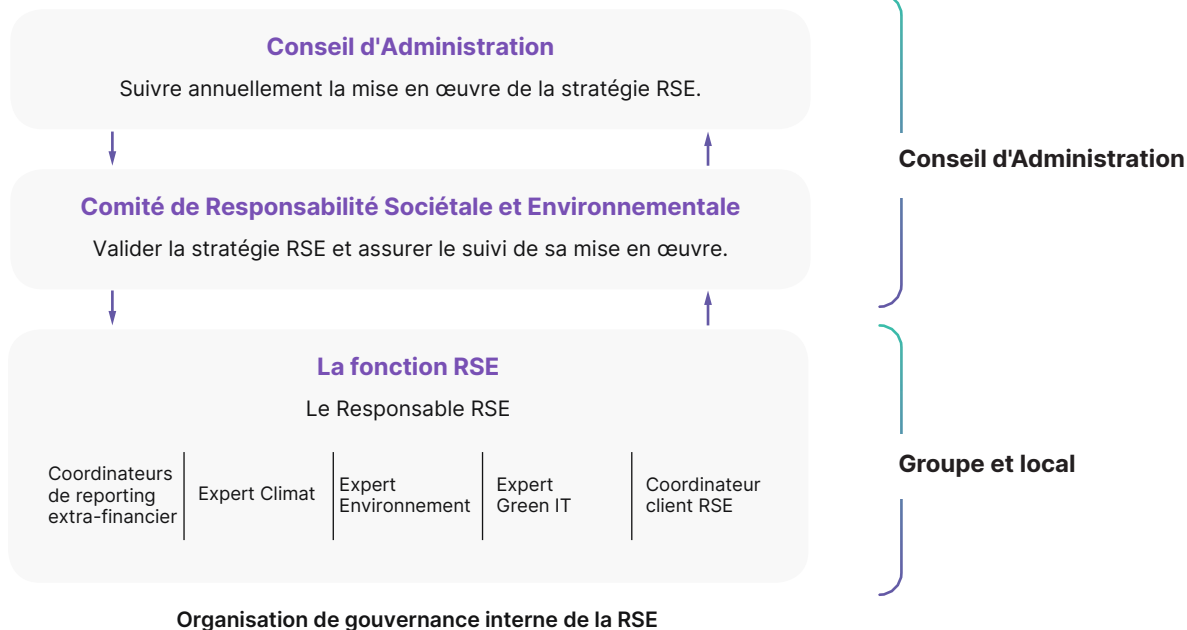 Conseil d'Administration
Suivre annuellement la mise en œuvre de la stratégie RSE.
Conseil d'Administration
Comité de Responsabilité Sociétale et Environnementale
Valider la stratégie RSE et assurer le suivi de sa mise en œuvre.
La fonction RSE
Le Responsable RSE
Coordinateurs
de reporting
extra-financier
Expert Climat
Expert
Environnement
Expert
Green IT
Coordinateur
client RSE
Groupe et local
Organisation de gouvernance interne de la RSE